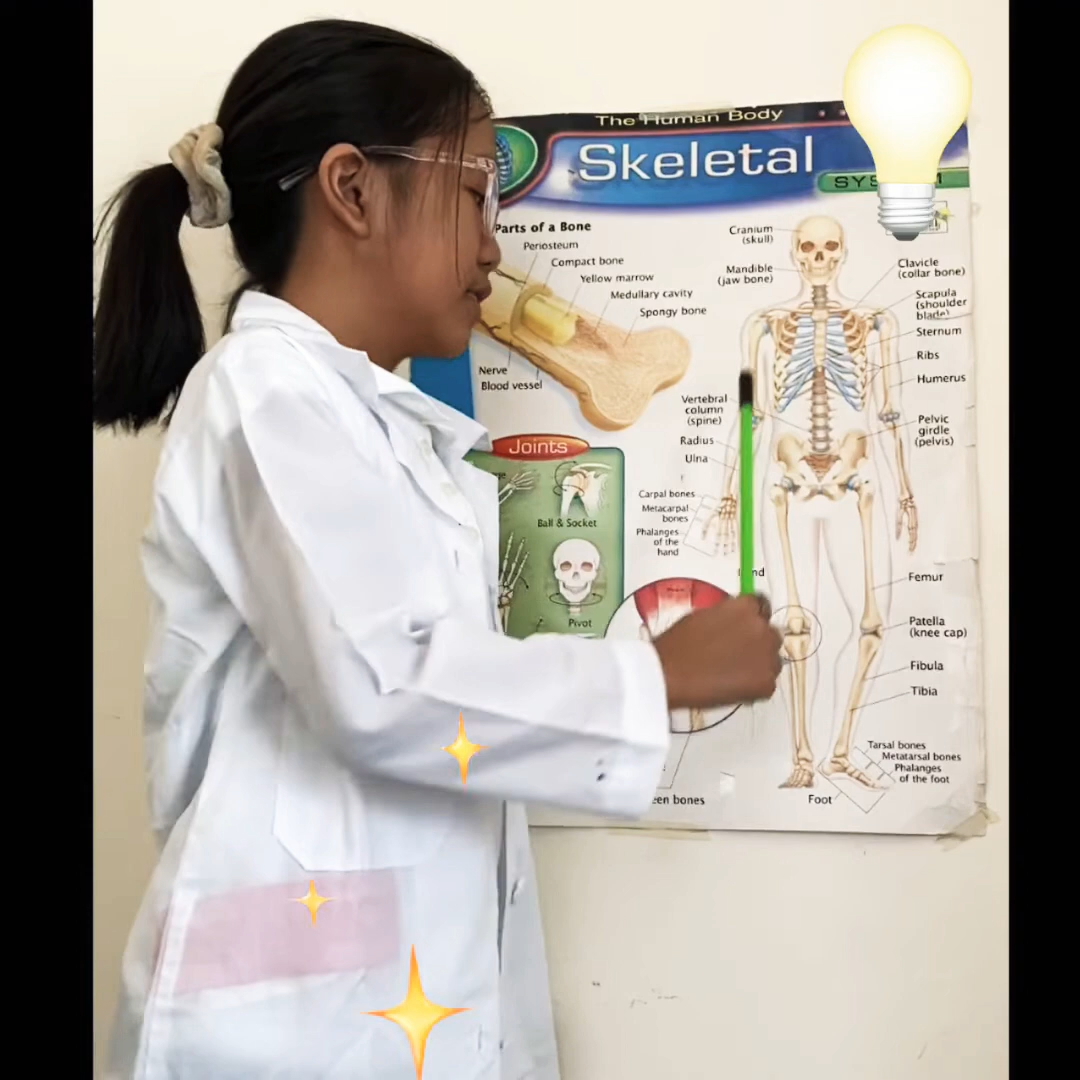 The Human Body
Skeletal
Parts of a Bone
Periosteum
Compact bone
Yellow marrow
Medullary cavity
Spongy bone
Nerve
Blood vessel
Joints
Ball & Socket
Pivot
Cranium
(skull)
Mandible
(jaw bone)
Vertebral
column
(spine)
Radius
Ulna
Carpal bones
Metacarpal
bones
Phalanges
of the
hand
Clavicle
(collar bone)
Scapula
(shoulder
blade)
Sternum
Ribs
Humerus
Pelvic
girdle
(pelvis)
Femur
Patella
(knee cap)
Fibula
Tibia
Tarsal bones
Metatarsal bones
Phalanges
of the foot
Foot
bones